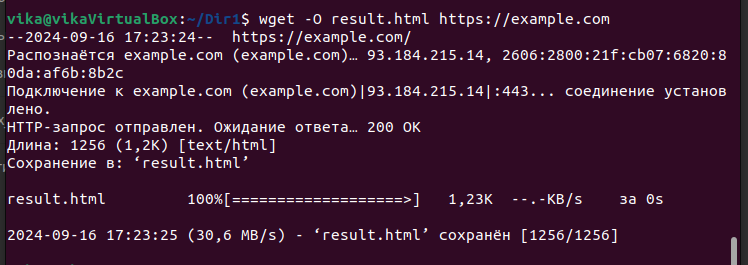 vika@vikaVirtualBox:~/Dir1$ wget -O result.html https://example.com
--2024-09-16 17:23:24--  https://example.com/
Распознаётся example.com (example.com)… 93.184.215.14, 2606:2800:21f:cb07:6820:8
0da:af6b:8b2c
Подключение к example.com (example.com)|93.184.215.14|:443... соединение установ
лено.
HTTP-запрос отправлен. Ожидание ответа… 200 OK
Длина: 1256 (1,2K) [text/html]
Сохранение в: ‘result.html’
result.html         100%[===================>]   1,23K  --.-KB/s    за 0s
2024-09-16 17:23:25 (30,6 MB/s) - ‘result.html’ сохранён [1256/1256]